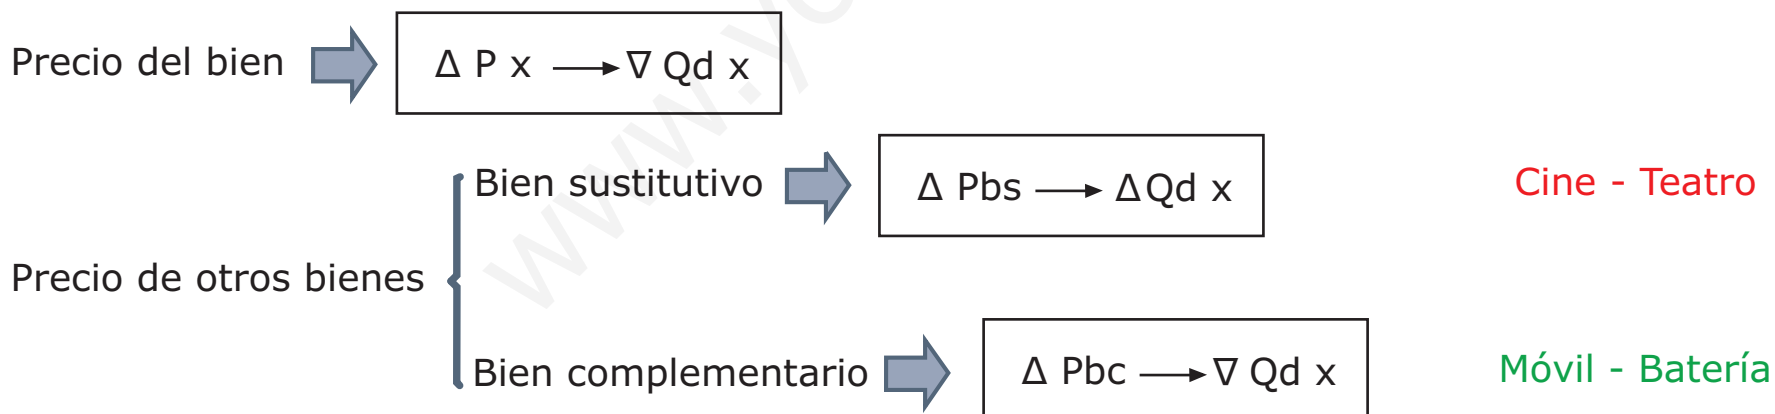 Precio del bien
Δ P x → ∇ Qd x
Bien sustitutivo
Δ Pbs → Δ Qd x
Cine - Teatro
Precio de otros bienes
Bien complementario
Δ Pbc → ∇ Qd x
Móvil - Batería